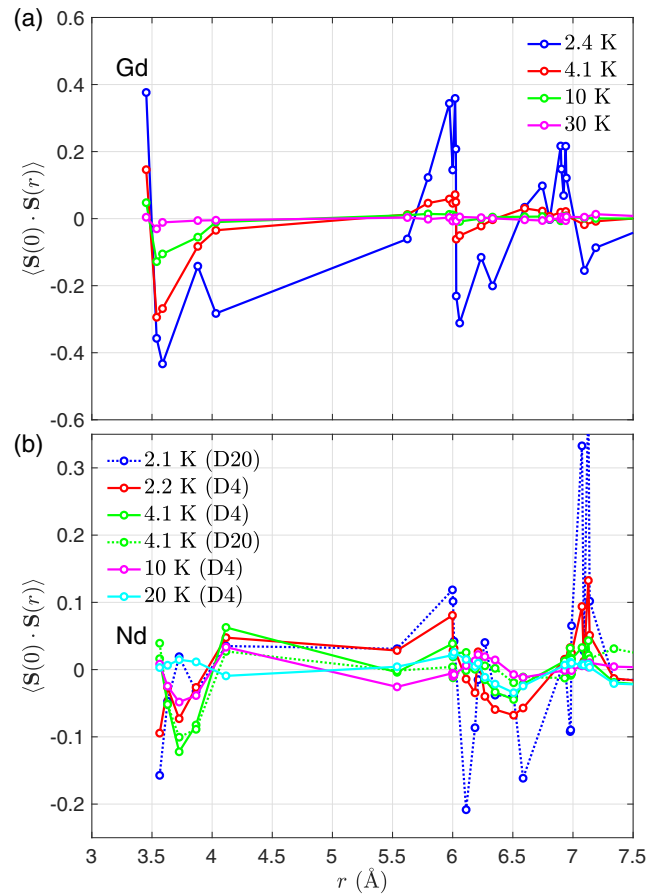 (a)
0.6
0.4
0.2
0
-0.2
-0.4
-0.6
⟨S(0) · S(r)⟩
Gd
2.4 K
4.1 K
10 K
30 K
(b)
0.3
0.2
0.1
0
-0.1
-0.2
⟨S(0) · S(r)⟩
2.1 K (D20)
2.2 K (D4)
4.1 K (D4)
4.1 K (D20)
10 K (D4)
20 K (D4)
Nd
3 3.5 4 4.5 5 5.5 6 6.5 7 7.5
r (Å)